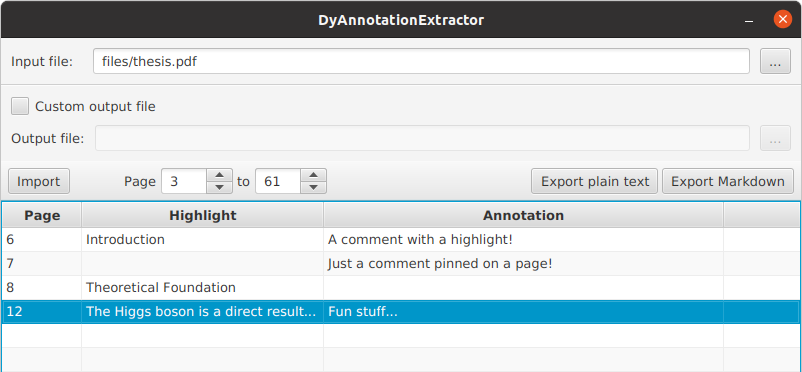 DyAnnotationExtractor
Input file: files/thesis.pdf ...
Custom output file
Output file: ...
Import Page 3 to 61 Export plain text Export Markdown
Page Highlight Annotation
6 Introduction A comment with a highlight!
7 Just a comment pinned on a page!
8 Theoretical Foundation
12 The Higgs boson is a direct result... Fun stuff...